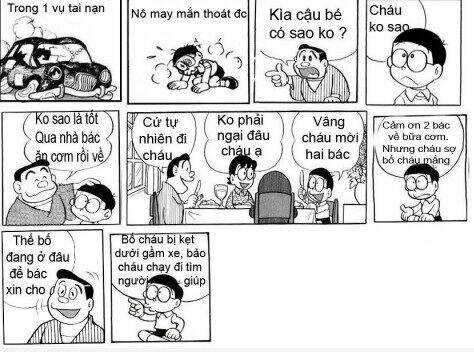 Trong 1 vụ tai nạn
Nô may mắn thoát đc
Kìa cậu bé
có sao ko ?
Cháu
ko sao
Ko sao là tốt
Qua nhà bác
ăn cơm rồi về
Cứ tự
nhiên đi
cháu
Ko phải
ngại đâu
cháu ạ
Vâng
cháu mời
hai bác
Cảm ơn 2 bác
về bữa cơm.
Nhưng cháu sợ
bố cháu mắng
Thế bố
đang ở đâu
để bác
xin cho
Bố cháu bị kẹt
dưới gầm xe, bảo
cháu chạy đi tìm
người giúp